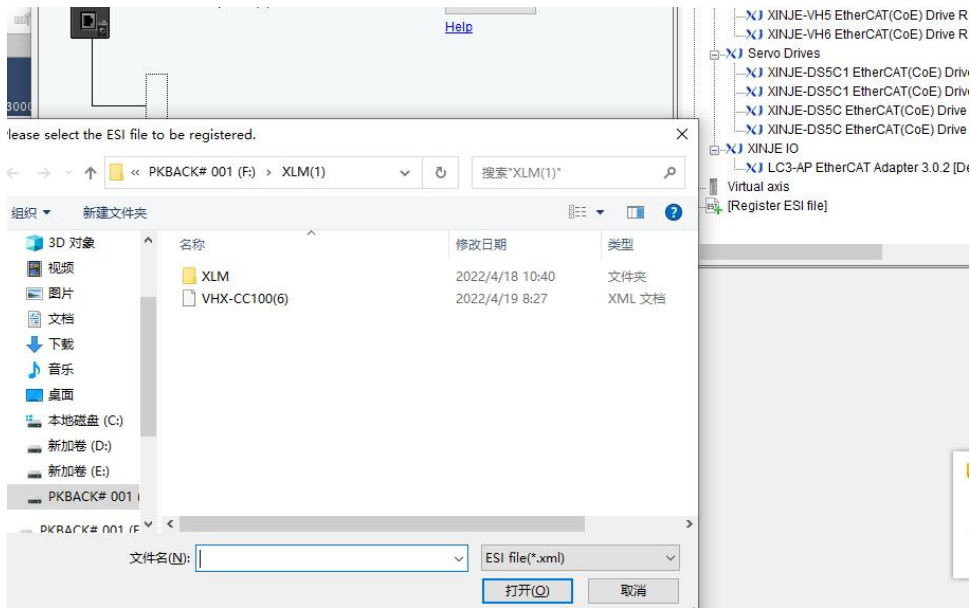 3000
Help
XINJE-VH5 EtherCAT(CoE) Drive R
XINJE-VH6 EtherCAT(CoE) Drive R
Servo Drives
XINJE-DS5C1 EtherCAT(CoE) Drive
XINJE-DS5C1 EtherCAT(CoE) Drive
XINJE-DS5C EtherCAT(CoE) Drive
XINJE-DS5C EtherCAT(CoE) Drive
XINJE IO
LC3-AP EtherCAT Adapter 3.0.2 [De
Virtual axis
[Register ESI file]
Please select the ESI file to be registered.
« PKBACK# 001 (F:) › XLM(1)
搜索"XLM(1)"
组织 新建文件夹
名称 修改日期 类型
XLM 2022/4/18 10:40 文件夹
VHX-CC100(6) 2022/4/19 8:27 XML 文档
3D 对象
视频
图片
文档
下载
音乐
桌面
本地磁盘 (C:)
新加卷 (D:)
新加卷 (E:)
PKBACK# 001 (
PKBACK# 001 (F
文件名(N):
ESI file(*.xml)
打开(O) 取消